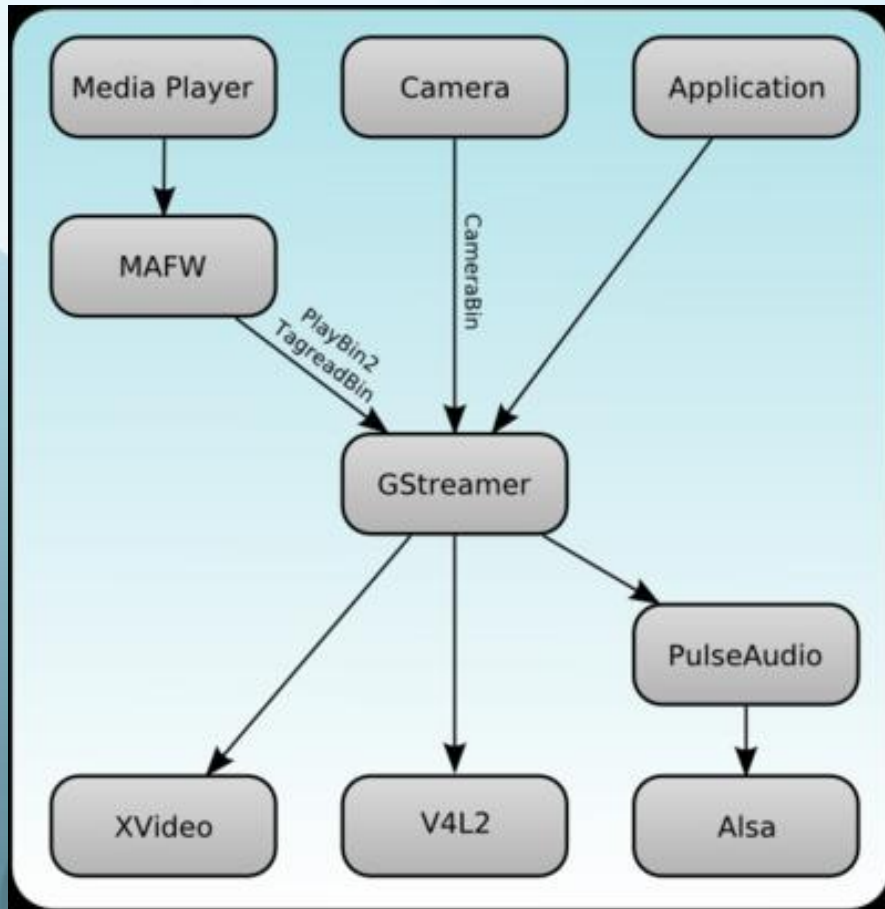 Media Player
Camera
Application
MAFW
CameraBin
PlayBin2
TagreadBin
GStreamer
PulseAudio
XVideo
V4L2
Alsa